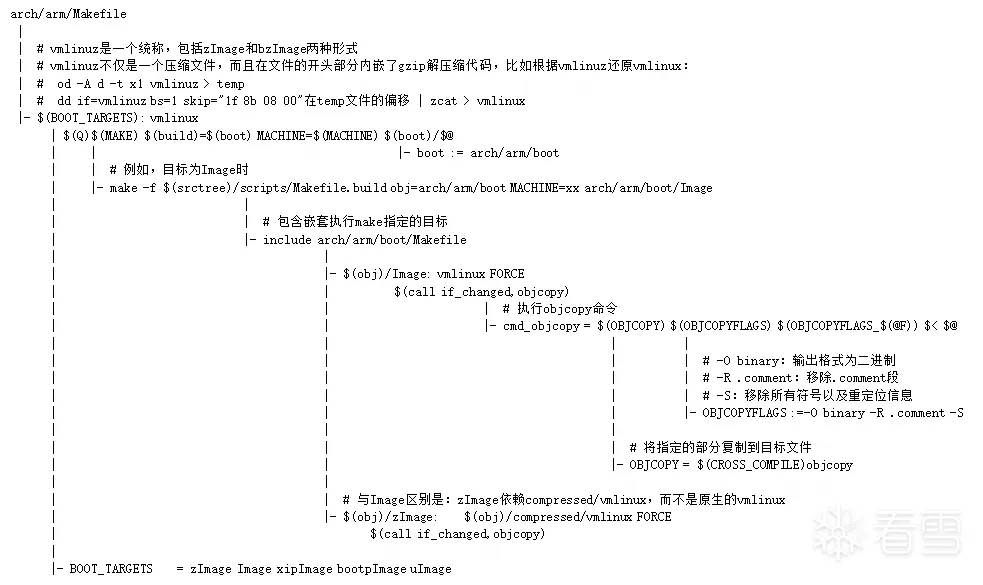 arch/arm/Makefile
|
| # vmlinuz是一个统称，包括zImage和bzImage两种形式
| # vmlinuz不仅是一个压缩文件，而且在文件的开头部分内嵌了gzip解压缩代码，比如根据vmlinuz还原vmlinux：
| # od -A d -t x1 vmlinuz > temp
| # dd if=vmlinuz bs=1 skip="1f 8b 08 00"在temp文件的偏移 | zcat > vmlinux
|- $(BOOT_TARGETS): vmlinux
| $(Q)$(MAKE) $(build)=$(boot) MACHINE=$(MACHINE) $(boot)/$@
| | |- boot := arch/arm/boot
| | # 例如，目标为Image时
| |- make -f $(srctree)/scripts/Makefile.build obj=arch/arm/boot MACHINE=xx arch/arm/boot/Image
| |
| | # 包含嵌套执行make指定的目标
| |- include arch/arm/boot/Makefile
| |
| |- $(obj)/Image: vmlinux FORCE
| | $(call if_changed,objcopy)
| | | # 执行objcopy命令
| | |- cmd_objcopy = $(OBJCOPY) $(OBJCOPYFLAGS) $(OBJCOPYFLAGS_$(@F)) $< $@
| | | |
| | | | # -O binary：输出格式为二进制
| | | | # -R .comment：移除.comment段
| | | | # -S：移除所有符号以及重定位信息
| | | |- OBJCOPYFLAGS :=-O binary -R .comment -S
| | |
| | | # 将指定的部分复制到目标文件
| | |- OBJCOPY = $(CROSS_COMPILE)objcopy
| |
| | # 与Image区别是：zImage依赖compressed/vmlinux，而不是原生的vmlinux
| |- $(obj)/zImage: $(obj)/compressed/vmlinux FORCE
| $(call if_changed,objcopy)
|
|- BOOT_TARGETS = zImage Image xipImage bootpImage uImage
看雪